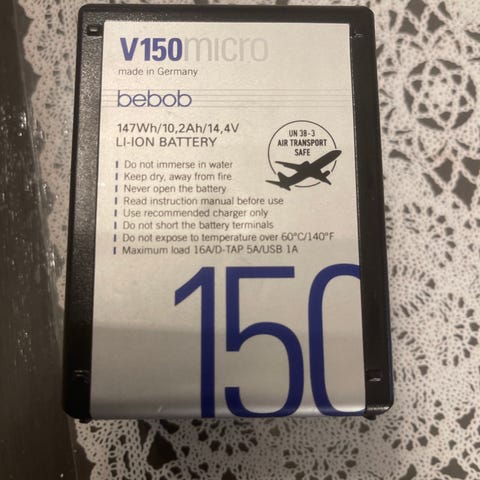 V150micro
made in Germany
bebob
147Wh/10,2Ah/14,4V
LI-ION BATTERY
UN 38-3
AIR TRANSPORT
SAFE
Do not immerse in water
Keep dry, away from fire
Never open the battery
Read instruction manual before use
Use recommended charger only
Do not short the battery terminals
Do not expose to temperature over 60°C/140°F
Maximum load 16A/D-TAP 5A/USB 1A
150